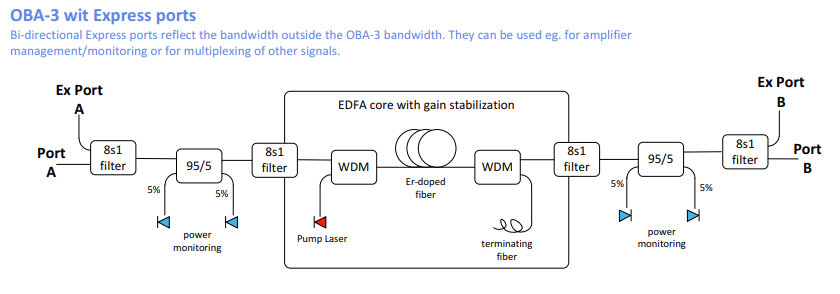 OBA-3 wit Express ports
Bi-directional Express ports reflect the bandwidth outside the OBA-3 bandwidth. They can be used eg. for amplifier
management/monitoring or for multiplexing of other signals.
Ex Port
A
Ex Port
B
EDFA core with gain stabilization
Port
A
8s1
filter
95/5
8s1
filter
WDM
Er-doped
fiber
WDM
8s1
filter
95/5
8s1
filter
Port
B
5%
5%
5%
5%
power
monitoring
Pump Laser
terminating
fiber
power
monitoring